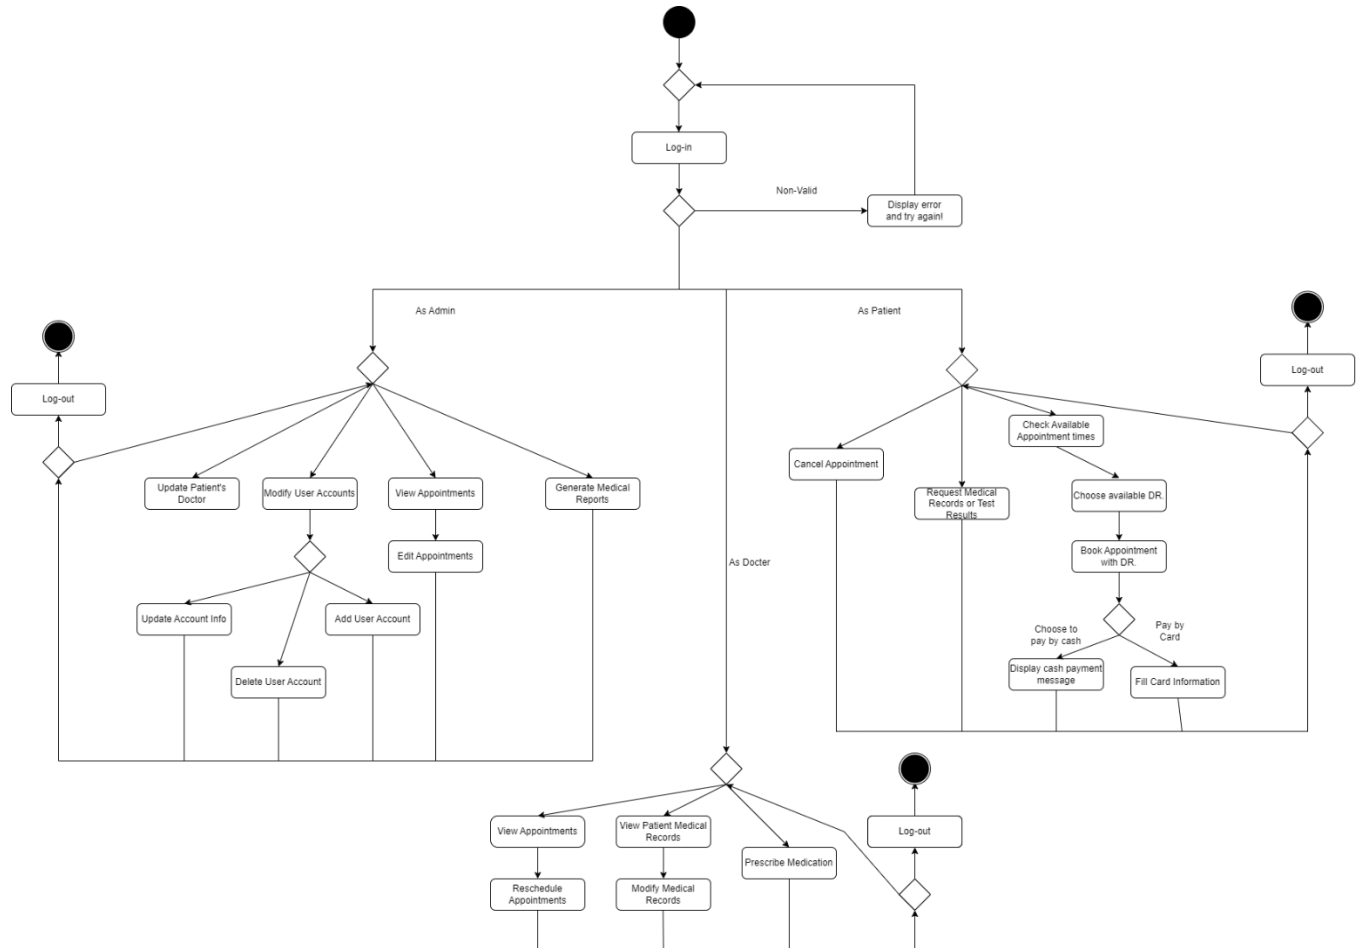 Log-in
Non-Valid
Display error
and try again!
As Admin
As Patient
Log-out
Log-out
Check Available
Appointment times
Cancel Appointment
Update Patient's
Doctor
Modify User Accounts
View Appointments
Generate Medical
Reports
Request Medical
Records or Test
Results
Choose available DR.
Edit Appointments
Book Appointment
with DR.
As Docter
Update Account Info
Add User Account
Choose to
pay by cash
Pay by
Card
Delete User Account
Display cash payment
message
Fill Card Information
View Appointments
View Patient Medical
Records
Log-out
Prescribe Medication
Reschedule
Appointments
Modify Medical
Records